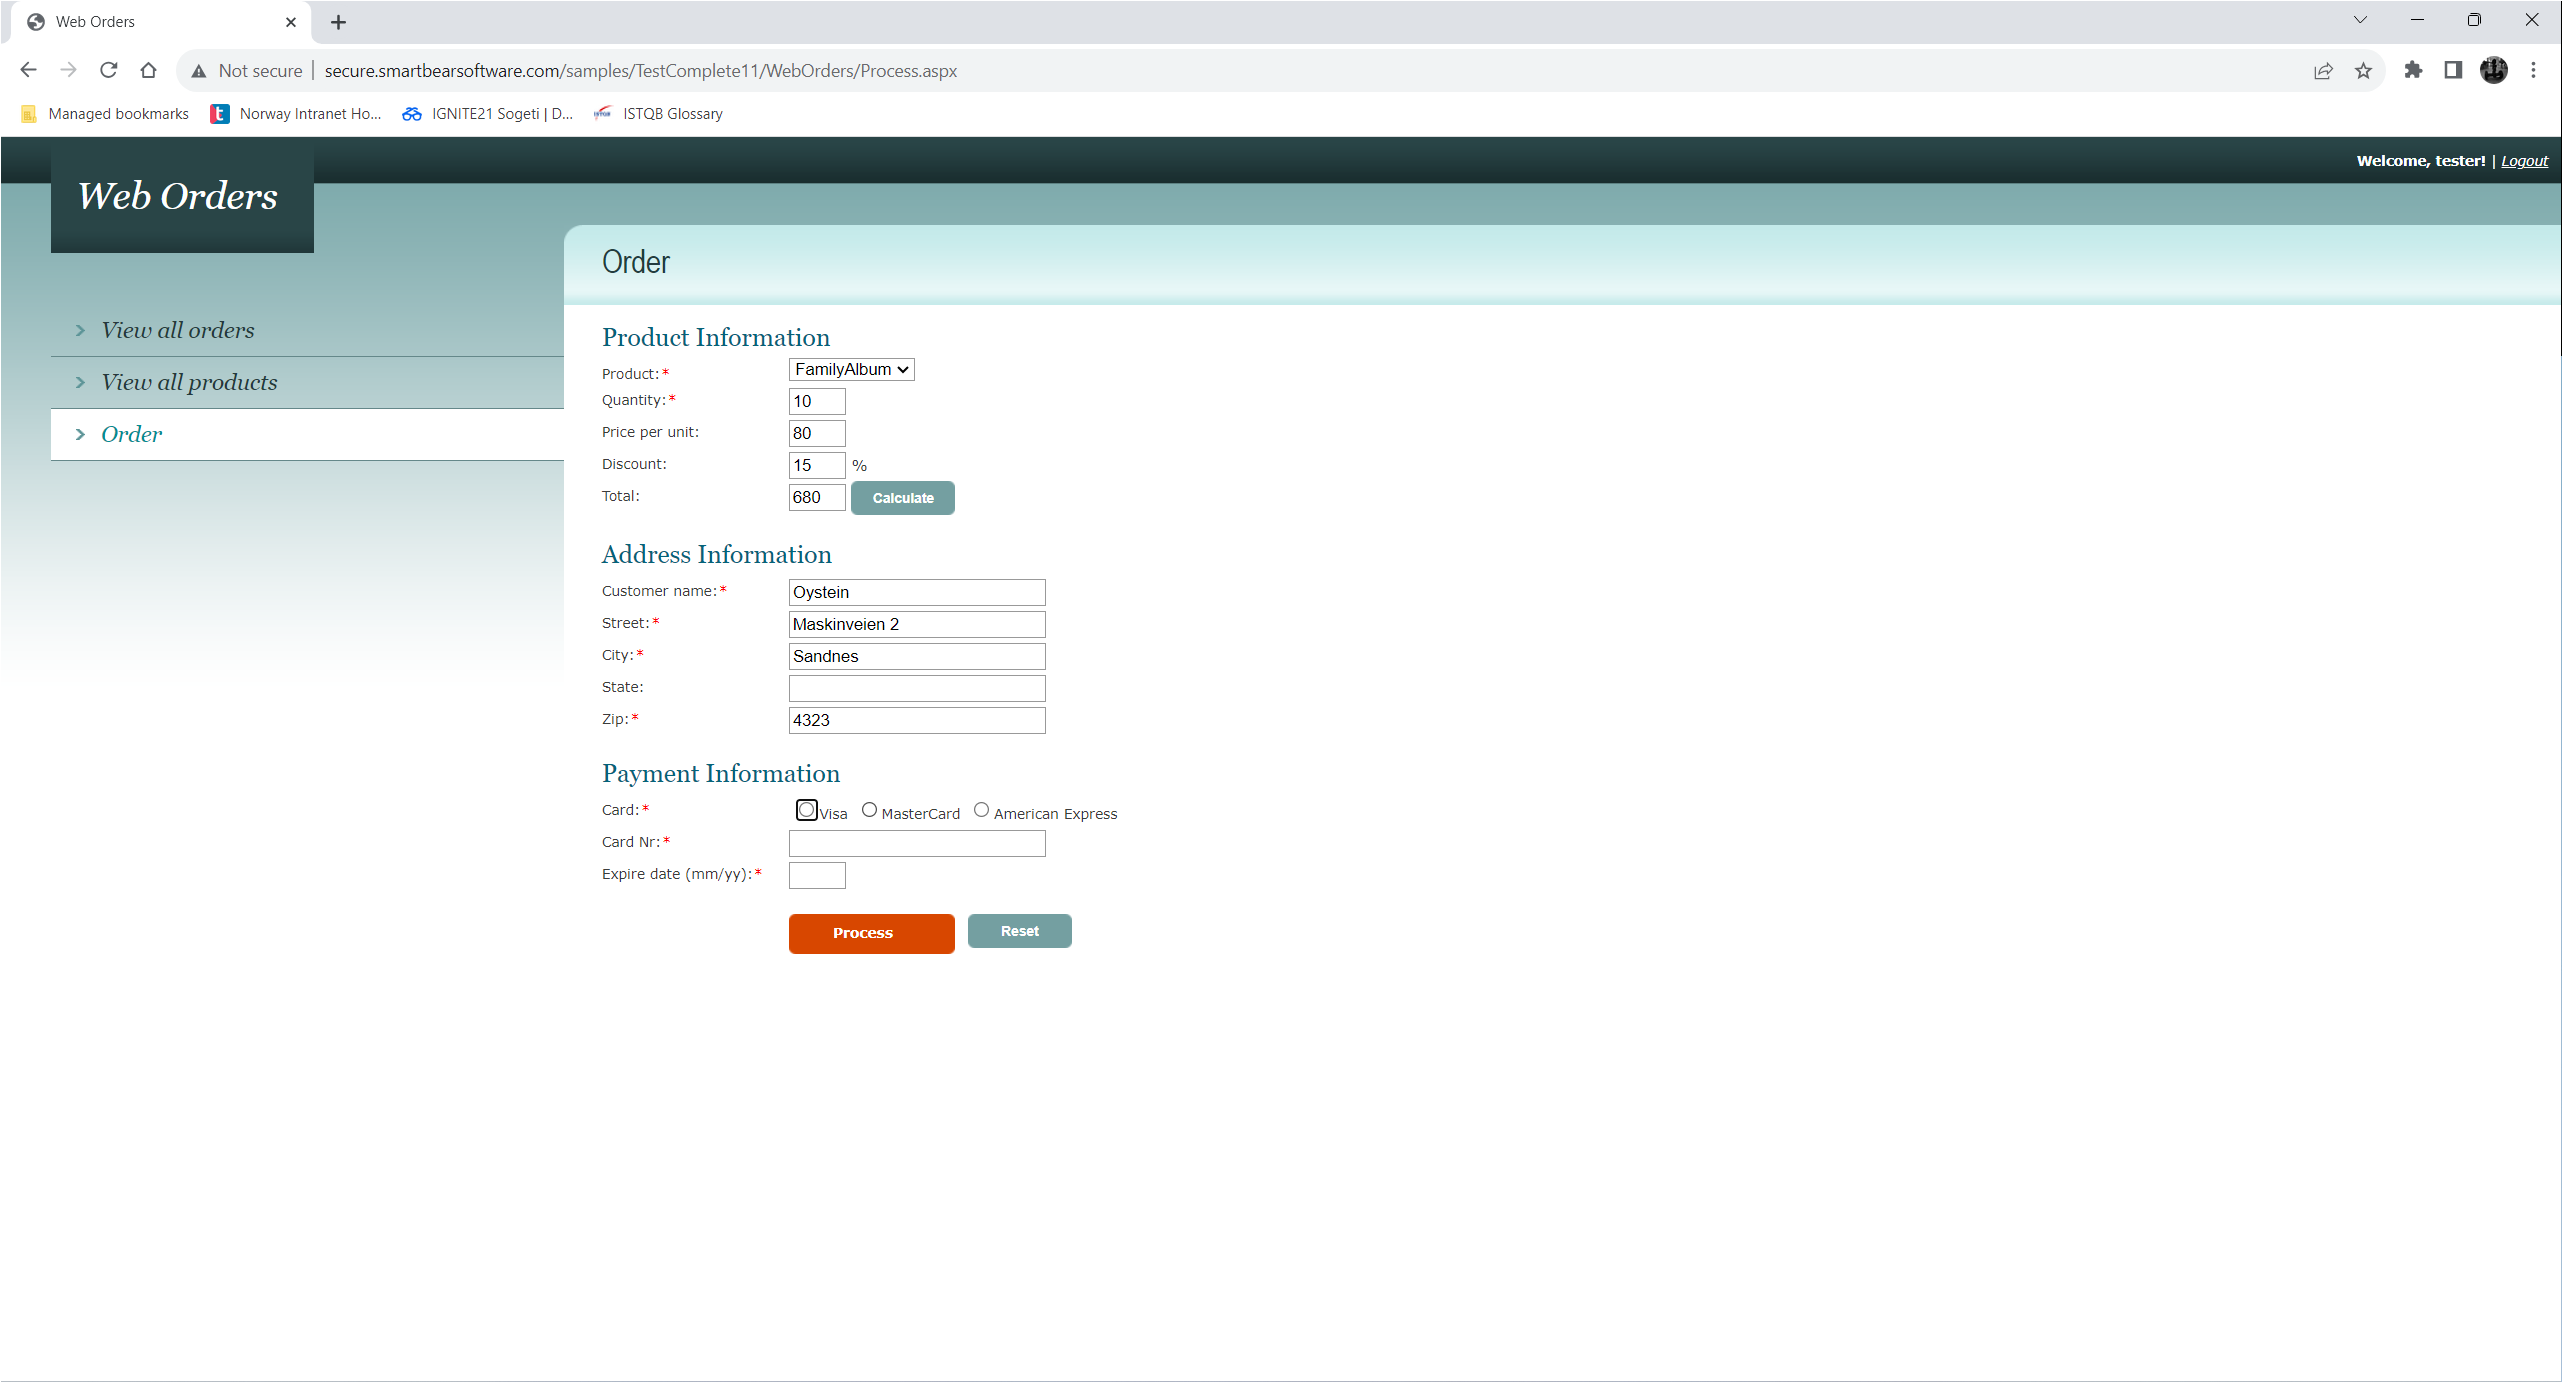 Web Orders
Not secure secure.smartbearsoftware.com/samples/TestComplete11/WebOrders/Process.aspx
Managed bookmarks Norway Intranet Ho... IGNITE21 Sogeti | D... ISTQB Glossary
Welcome, tester! | Logout
Web Orders
Order
View all orders
View all products
Order
Product Information
Product:* FamilyAlbum
Quantity:* 10
Price per unit: 80
Discount: 15 %
Total: 680 Calculate
Address Information
Customer name:* Oystein
Street:* Maskinveien 2
City:* Sandnes
State:
Zip:* 4323
Payment Information
Card:* Visa MasterCard American Express
Card Nr:*
Expire date (mm/yy):*
Process Reset